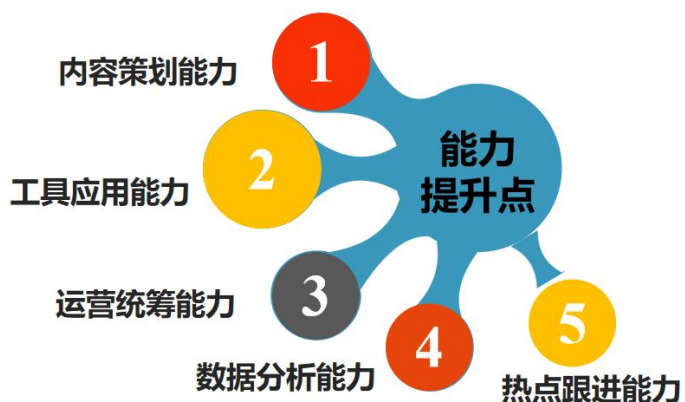 1
内容策划能力
2
工具应用能力
3
运营统筹能力
4
数据分析能力
5
热点跟进能力
能力
提升点